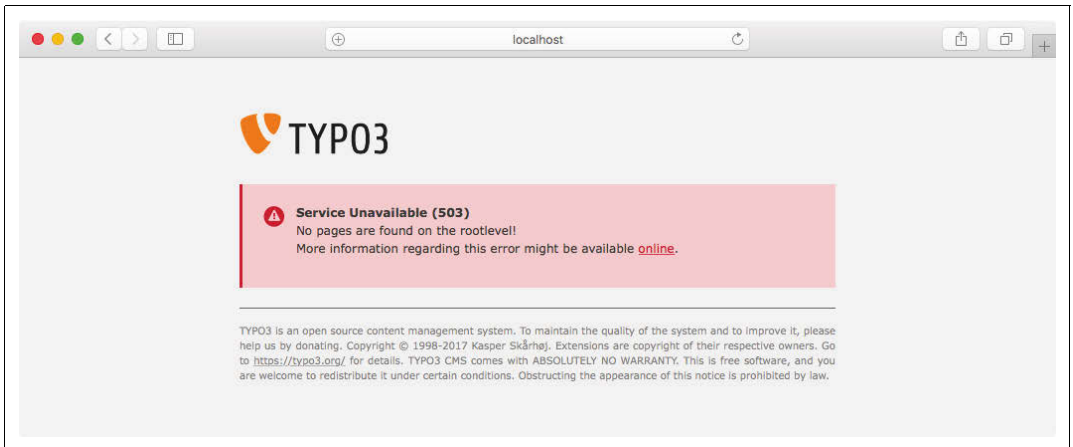 localhost
TYPO3
Service Unavailable (503)
No pages are found on the rootlevel!
More information regarding this error might be available online.
TYPO3 is an open source content management system. To maintain the quality of the system and to improve it, please
help us by donating. Copyright © 1998-2017 Kasper Skårhøj. Extensions are copyright of their respective owners. Go
to https://typo3.org/ for details. TYPO3 CMS comes with ABSOLUTELY NO WARRANTY. This is free software, and you
are welcome to redistribute it under certain conditions. Obstructing the appearance of this notice is prohibited by law.